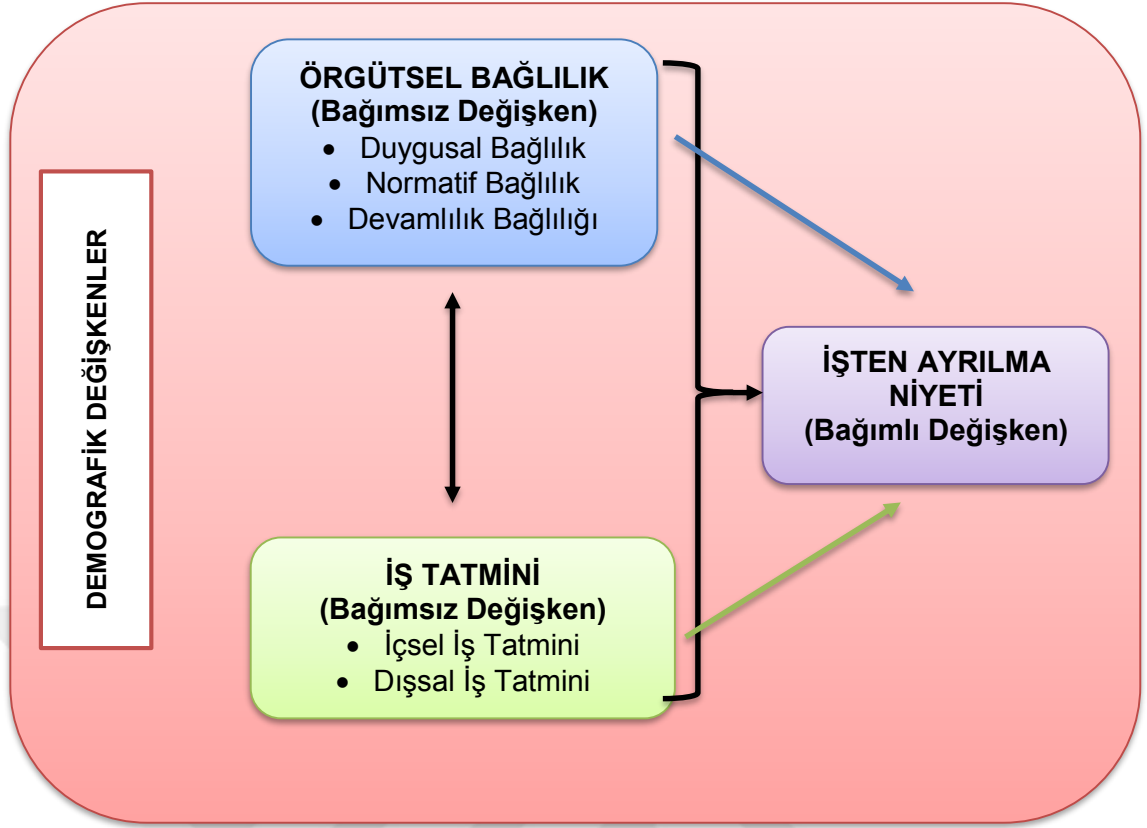 DEMOGRAFİK DEĞİŞKENLER
ÖRGÜTSEL BAĞLILIK
(Bağımsız Değişken)
• Duygusal Bağlılık
• Normatif Bağlılık
• Devamlılık Bağlılığı
İŞTEN AYRILMA
NİYETİ
(Bağımlı Değişken)
İŞ TATMİNİ
(Bağımsız Değişken)
• İçsel İş Tatmini
• Dışsal İş Tatmini